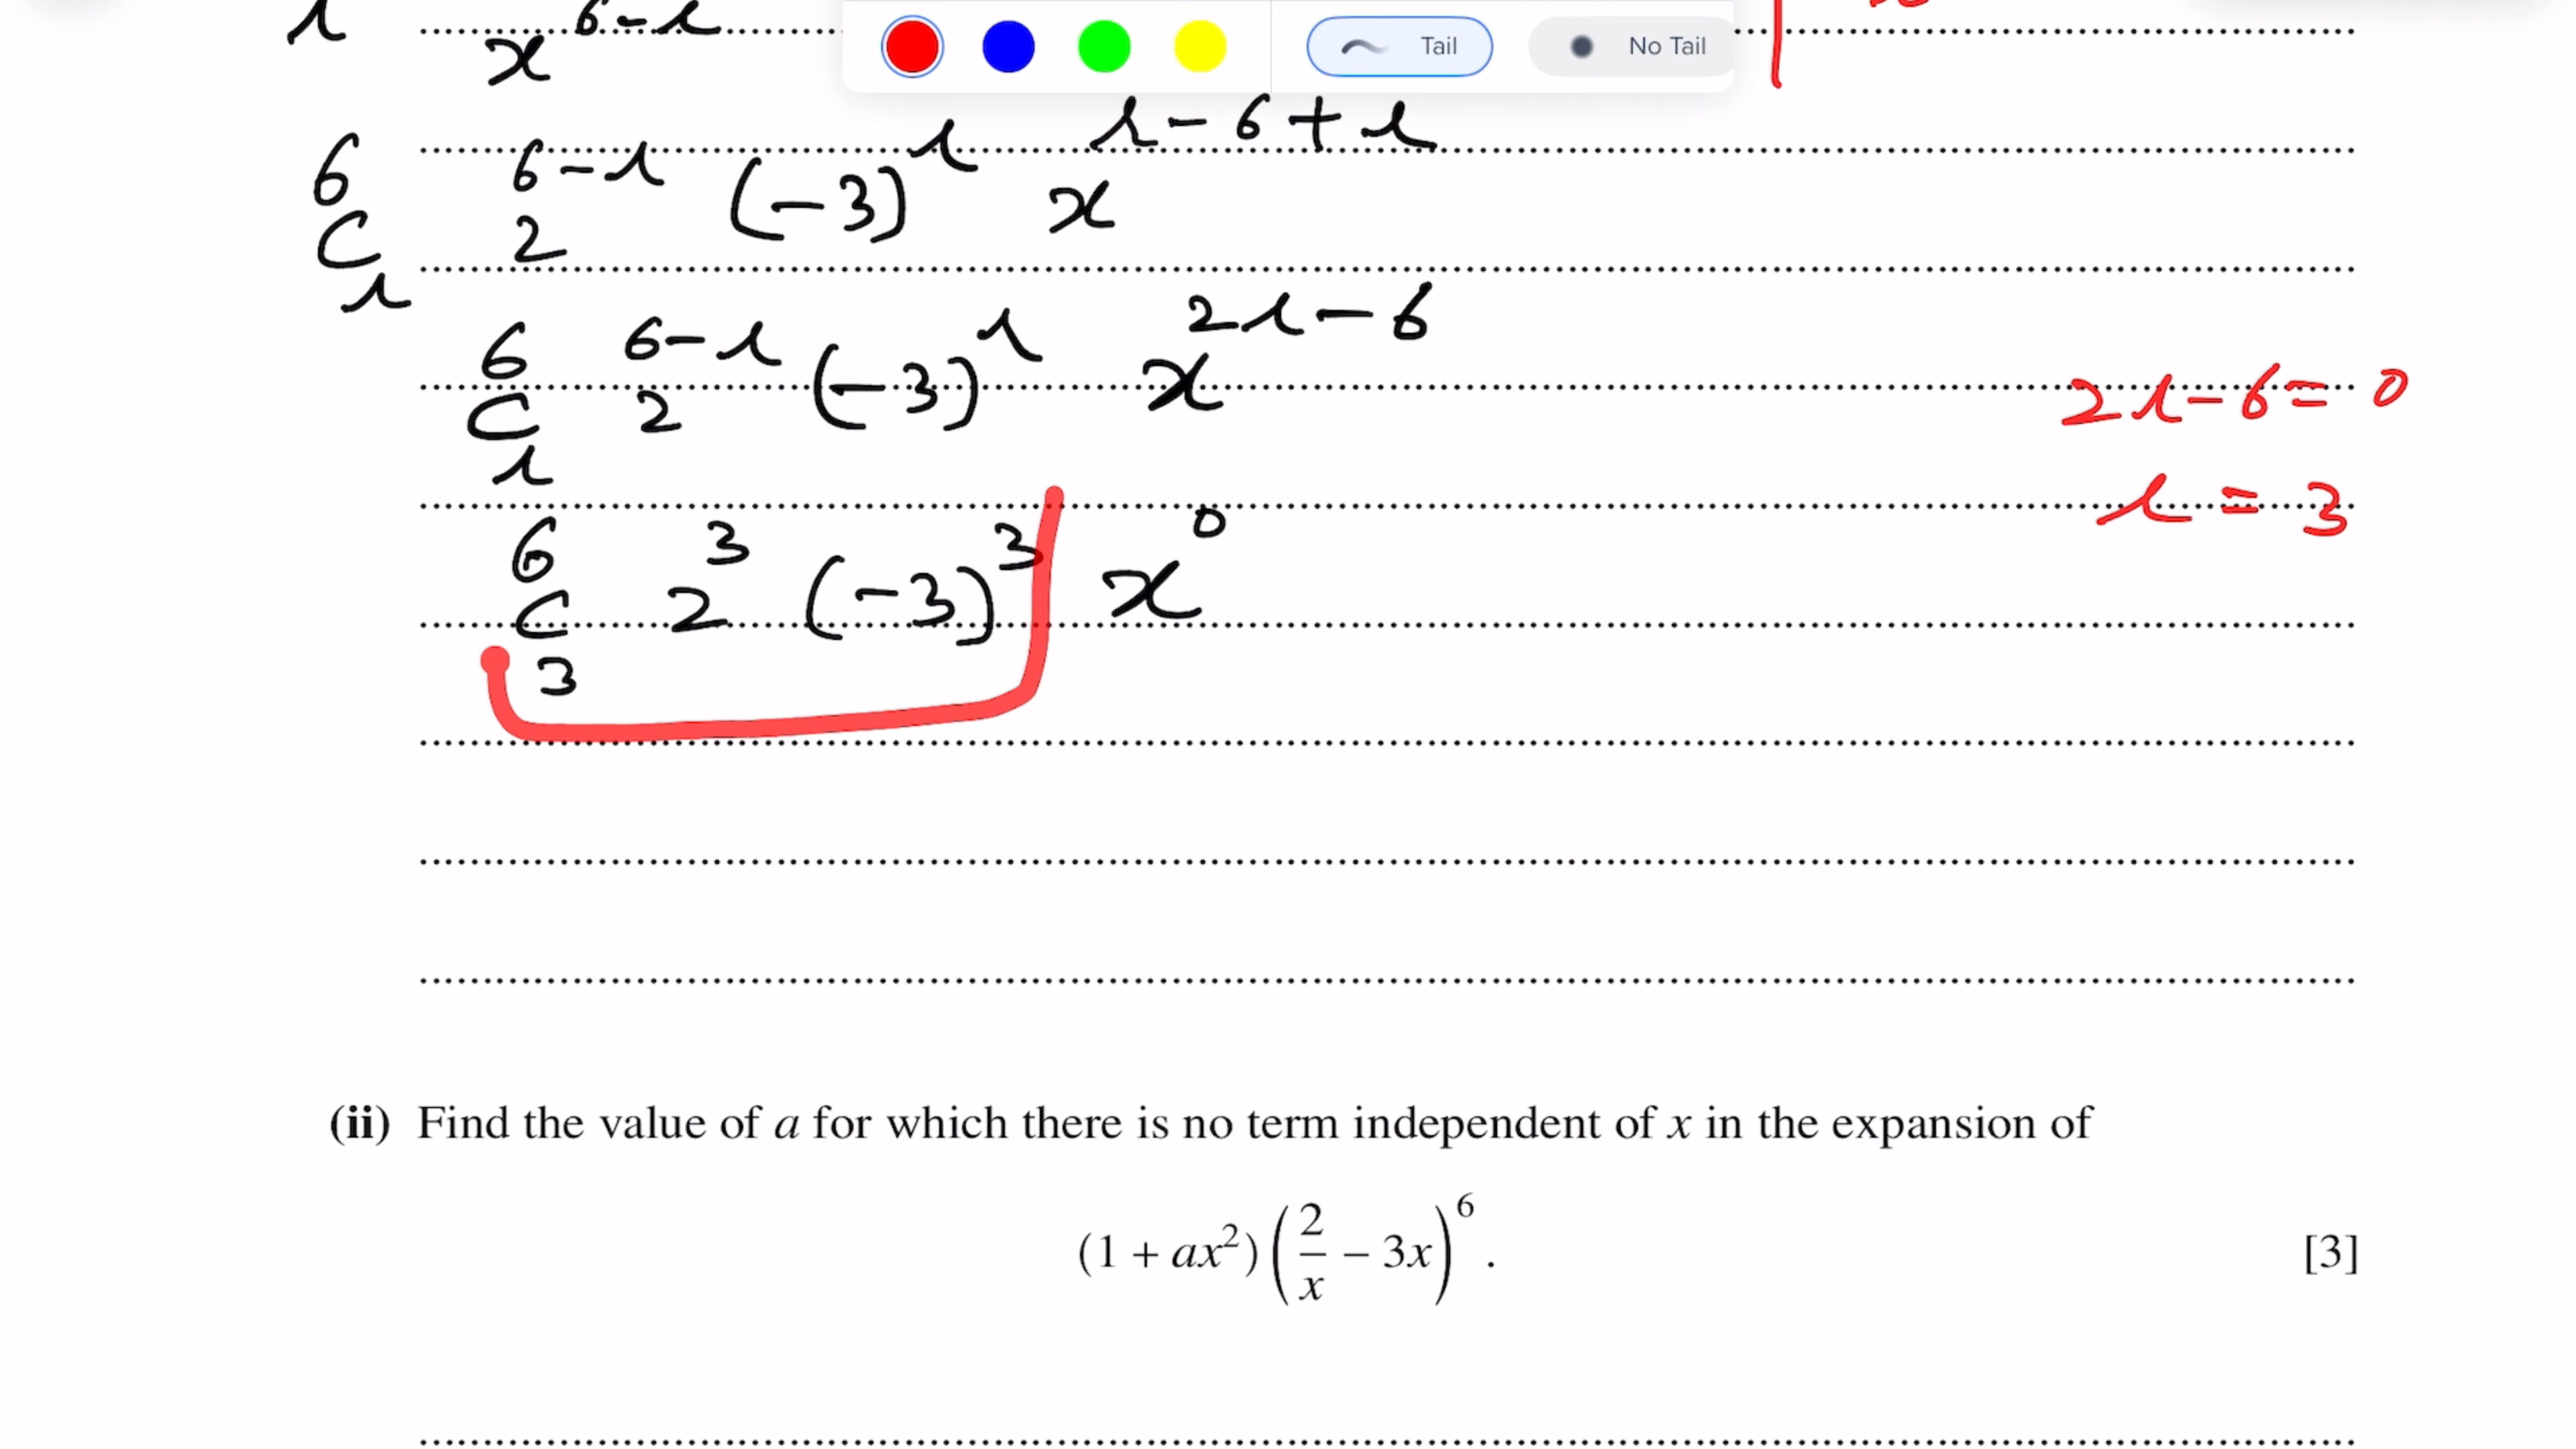 r x^{6-r}
Tail No Tail
6 C r 2^{6-r} (-3)^r x^{r-6+r}
6 C r 2^{6-r} (-3)^r x^{2r-6}
2r-6=0
r=3
6 C 3 2^3 (-3)^3 x^0
(ii) Find the value of a for which there is no term independent of x in the expansion of
(1 + ax²)(2/x − 3x)⁶. [3]